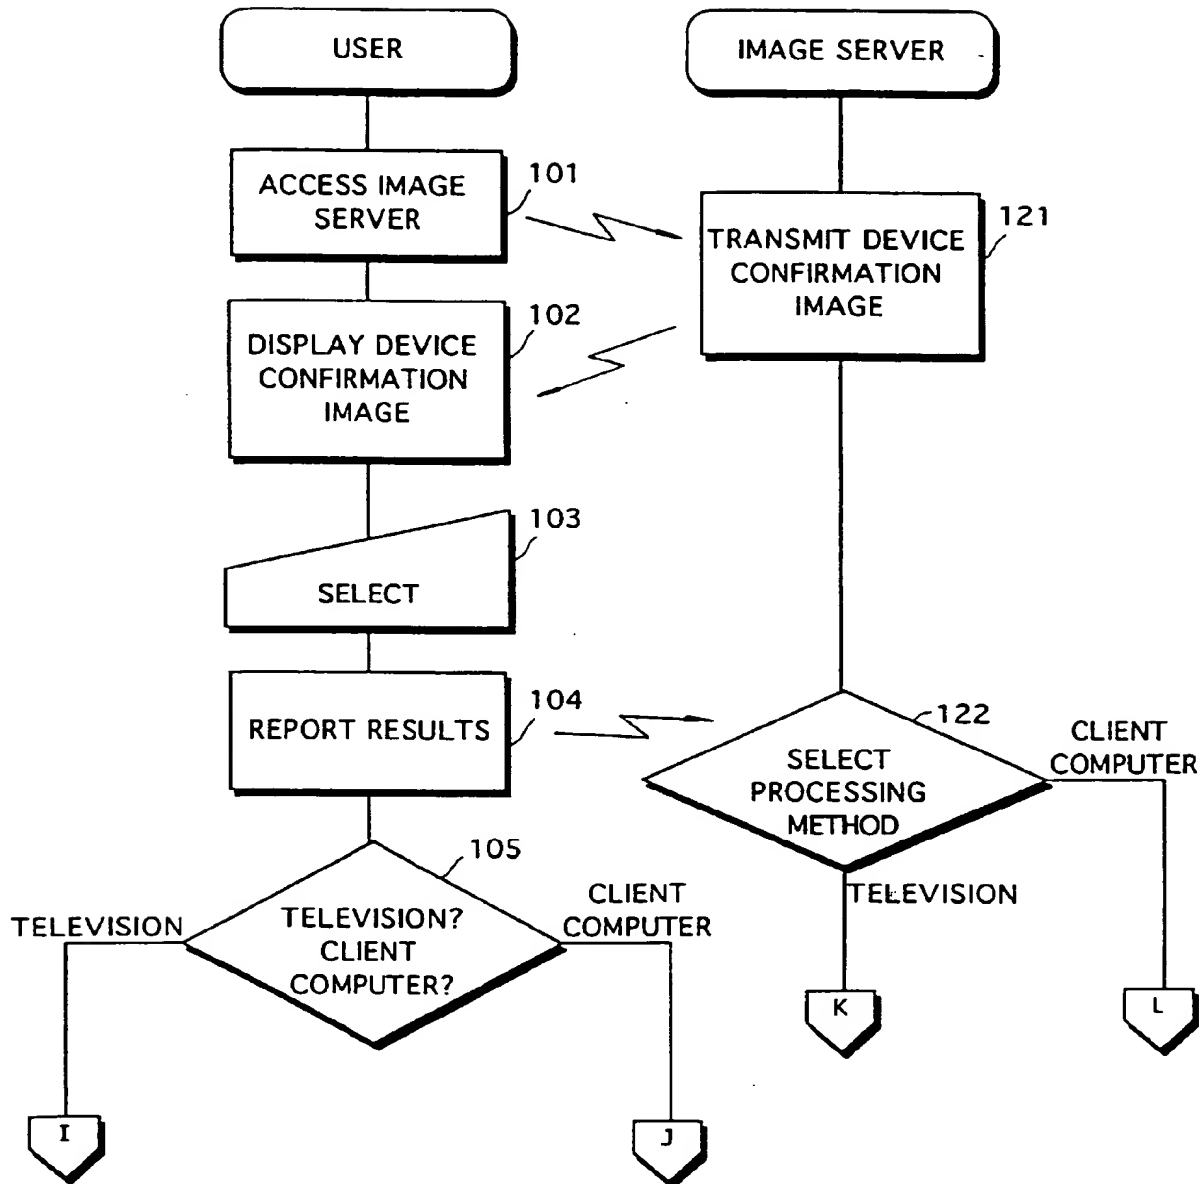 USER
IMAGE SERVER
ACCESS IMAGE
SERVER
101
TRANSMIT DEVICE
CONFIRMATION
IMAGE
121
DISPLAY DEVICE
CONFIRMATION
IMAGE
102
SELECT
103
REPORT RESULTS
104
SELECT
PROCESSING
METHOD
122
CLIENT
COMPUTER
TELEVISION
TELEVISION?
CLIENT
COMPUTER?
105
TELEVISION
CLIENT
COMPUTER
K
L
I
J